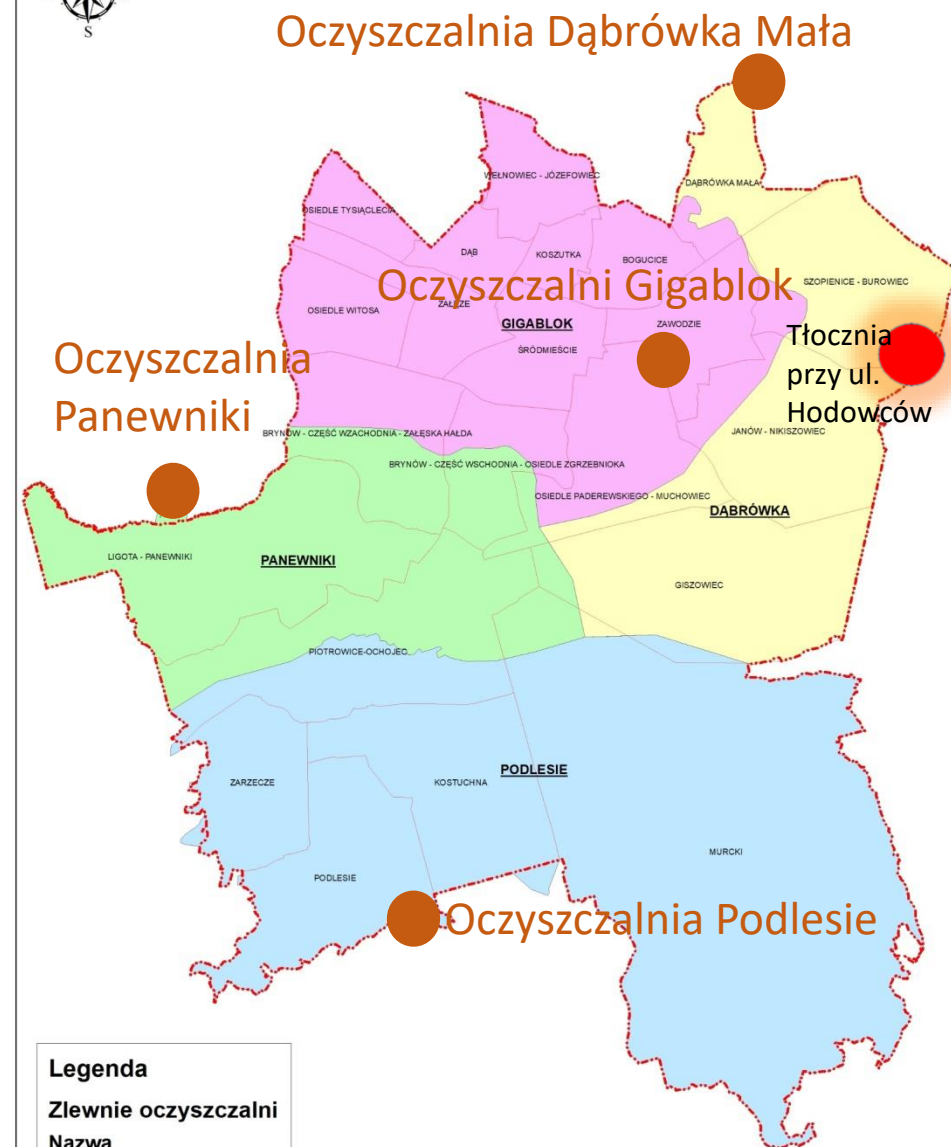 S
Oczyszczalnia Dąbrówka Mała
WEŁNOWIEC - JÓZEFOWIEC
DĄBRÓWKA MAŁA
OSIEDLE TYSIĄCLECIA
DĄB
KOSZUTKA
BOGUCICE
SZOPIENICE - BUROWIEC
Oczyszczalni Gigablok
OSIEDLE WITOSA
ZAŁĘŻE
GIGABLOK
ZAWODZIE
ŚRÓDMIEŚCIE
Tłocznia
przy ul.
Hodowców
Oczyszczalnia
Panewniki
BRYNÓW - CZĘŚĆ WZACHODNIA - ZAŁĘSKA HAŁDA
JANÓW - NIKISZOWIEC
BRYNÓW - CZĘŚĆ WSCHODNIA - OSIEDLE ZGRZEBNIOKA
OSIEDLE PADEREWSKIEGO - MUCHOWIEC
DĄBRÓWKA
LIGOTA - PANEWNIKI
PANEWNIKI
GISZOWIEC
PIOTROWICE-OCHOJEC
PODLESIE
ZARZECZE
KOSTUCHNA
MURCKI
PODLESIE
Oczyszczalnia Podlesie
Legenda
Zlewnie oczyszczalni
Nazwa